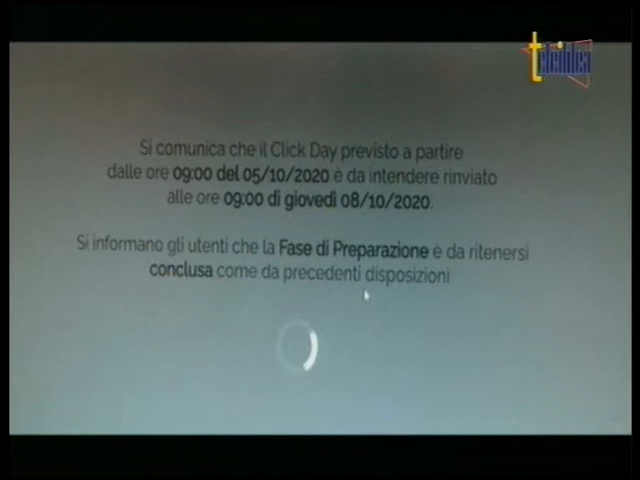 teleidea
Si comunica che il Click Day previsto a partire
dalle ore 09:00 del 05/10/2020 è da intendere rinviato
alle ore 09:00 di giovedì 08/10/2020.
Si informano gli utenti che la Fase di Preparazione è da ritenersi
conclusa come da precedenti disposizioni